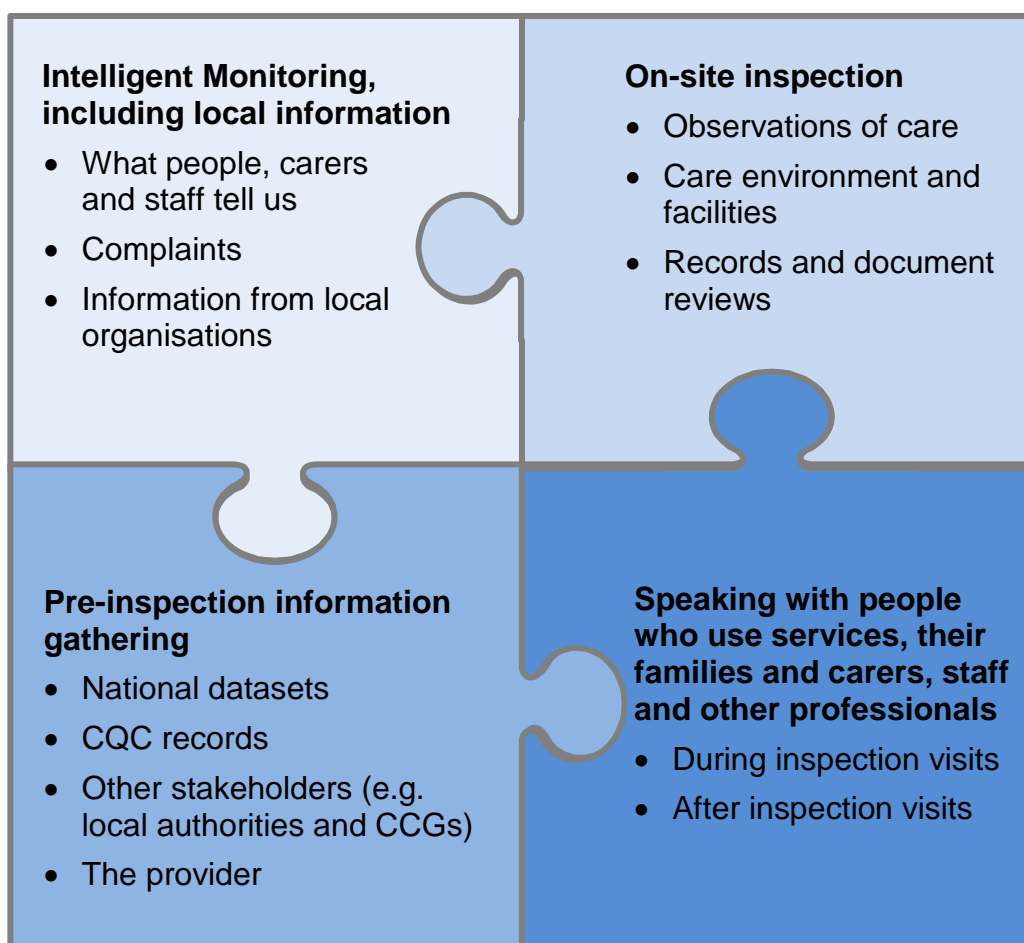 Intelligent Monitoring,
including local information
• What people, carers
and staff tell us
• Complaints
• Information from local
organisations
On-site inspection
• Observations of care
• Care environment and
facilities
• Records and document
reviews
Pre-inspection information
gathering
• National datasets
• CQC records
• Other stakeholders (e.g.
local authorities and CCGs)
• The provider
Speaking with people
who use services, their
families and carers, staff
and other professionals
• During inspection visits
• After inspection visits